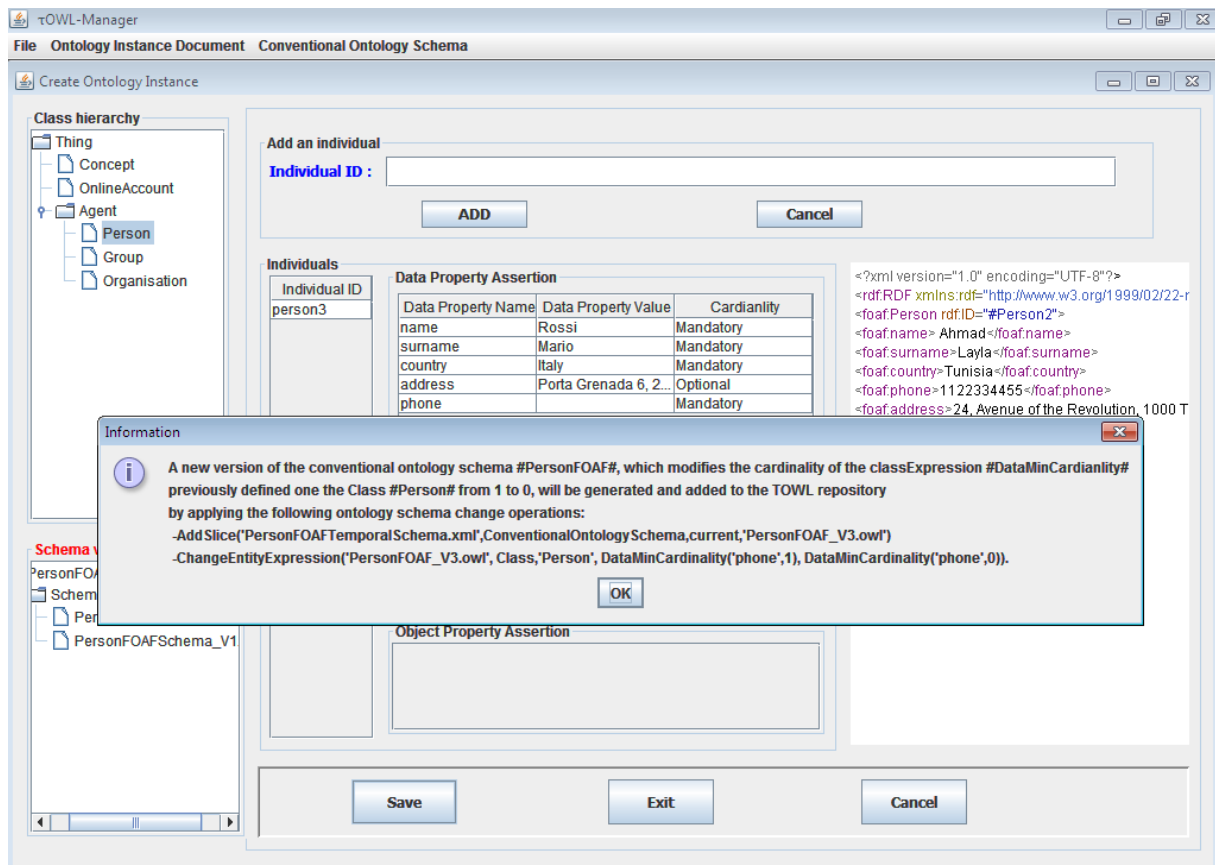 τOWL-Manager
File Ontology Instance Document Conventional Ontology Schema
Create Ontology Instance
Class hierarchy
Thing
Concept
OnlineAccount
Agent
Person
Group
Organisation
Add an individual
Individual ID :
ADD Cancel
Individuals
Individual ID
person3
Data Property Assertion
Data Property Name Data Property Value Cardianlity
name Rossi Mandatory
surname Mario Mandatory
country Italy Mandatory
address Porta Grenada 6, 2... Optional
phone Mandatory
<?xml version="1.0" encoding="UTF-8"?>
<rdf:RDF xmlns:rdf="http://www.w3.org/1999/02/22-r
<foaf:Person rdf:ID="#Person2">
<foaf:name> Ahmad</foaf:name>
<foaf:surname>Layla</foaf:surname>
<foaf:country>Tunisia</foaf:country>
<foaf:phone>1122334455</foaf:phone>
<foaf:address>24, Avenue of the Revolution, 1000 T
Information
A new version of the conventional ontology schema #PersonFOAF#, which modifies the cardinality of the classExpression #DataMinCardianlity#
previously defined one the Class #Person# from 1 to 0, will be generated and added to the TOWL repository
by applying the following ontology schema change operations:
-AddSlice('PersonFOAFTemporalSchema.xml',ConventionalOntologySchema,current,'PersonFOAF_V3.owl')
-ChangeEntityExpression('PersonFOAF_V3.owl', Class,'Person', DataMinCardinality('phone',1), DataMinCardinality('phone',0)).
OK
Schema v
PersonFOA
Schem
Per
PersonFOAFSchema_V1.
Object Property Assertion
Save Exit Cancel